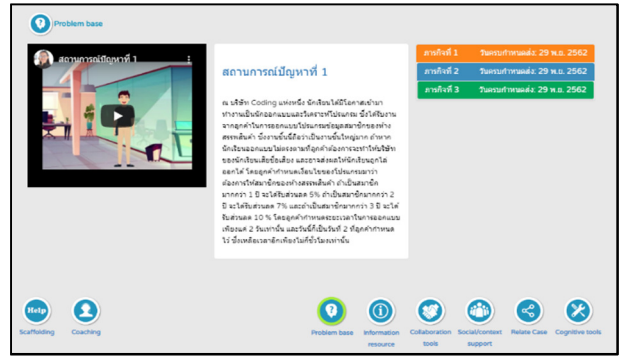 Problem base
สถานการณ์ปัญหาที่ 1
สถานการณ์ปัญหาที่ 1
ณ บริษัท Coding แห่งหนึ่ง นักเรียนได้มีโอกาสเข้ามา
ทำงานเป็นนักออกแบบและวิเคราะห์โปรแกรม ซึ่งได้รับงาน
จากลูกค้าในการออกแบบโปรแกรมข้อมูลสมาชิกของห้าง
สรรพสินค้า ซึ่งงานชิ้นนี้ถือว่าเป็นงานชิ้นใหญ่มาก ถ้าหาก
นักเรียนออกแบบไม่ตรงตามที่ลูกค้าต้องการจะทำให้บริษัท
ของนักเรียนเสียชื่อเสียง และอาจส่งผลให้นักเรียนถูกไล่
ออกได้ โดยลูกค้ากำหนดเงื่อนไขของโปรแกรมมาว่า
ต้องการให้สมาชิกของห้างสรรพสินค้า ถ้าเป็นสมาชิก
มากกว่า 1 ปี จะได้รับส่วนลด 5% ถ้าเป็นสมาชิกมากกว่า 2
ปี จะได้รับส่วนลด 7% และถ้าเป็นสมาชิกมากกว่า 3 ปี จะได้
รับส่วนลด 10 % โดยลูกค้ากำหนดระยะเวลาในการออกแบบ
เพียงแค่ 2 วันเท่านั้น และวันนี้ก็เป็นวันที่ 2 ที่ลูกค้ากำหนด
ไว้ ซึ่งเหลือเวลาอีกเพียงไม่กี่ชั่วโมงเท่านั้น
ภารกิจที่ 1 วันครบกำหนดส่ง: 29 พ.ย. 2562
ภารกิจที่ 2 วันครบกำหนดส่ง: 29 พ.ย. 2562
ภารกิจที่ 3 วันครบกำหนดส่ง: 29 พ.ย. 2562
Help
Scaffolding
Coaching
Problem base
Information
resource
Collaboration
tools
Social/context
support
Relate Case
Cognitive tools